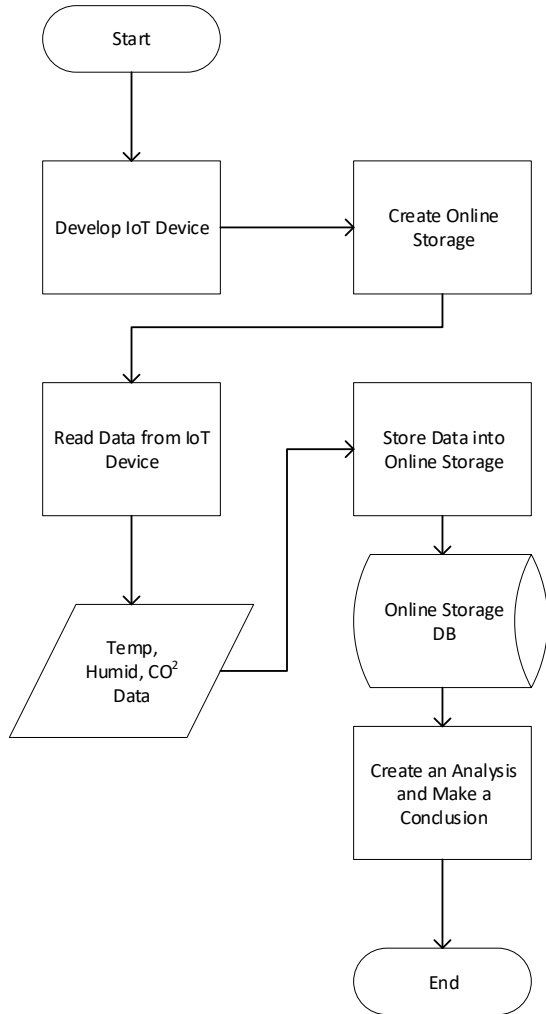 Start
Develop IoT Device
Create Online
Storage
Read Data from IoT
Device
Temp,
Humid, CO²
Data
Store Data into
Online Storage
Online Storage
DB
Create an Analysis
and Make a
Conclusion
End